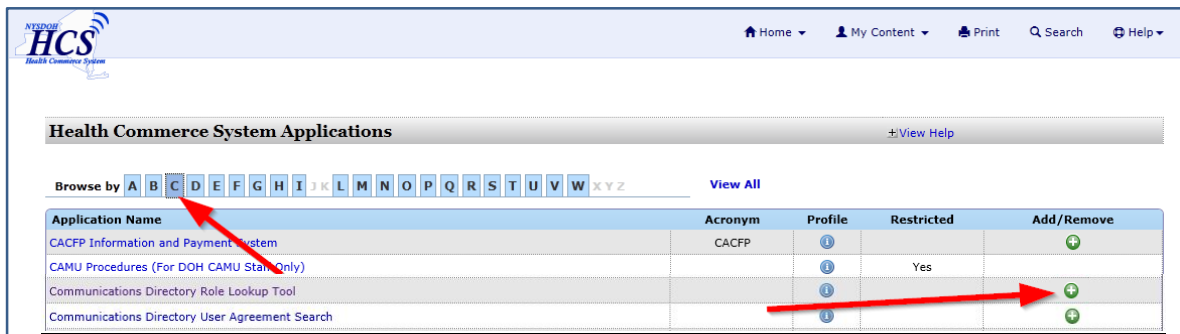 NYSDOH
HCS
Health Commerce System
Home My Content Print Search Help
Health Commerce System Applications
View Help
Browse by A B C D E F G H I J K L M N O P Q R S T U V W X Y Z View All
Application Name Acronym Profile Restricted Add/Remove
CACFP Information and Payment System CACFP
CAMU Procedures (For DOH CAMU Staff Only) Yes
Communications Directory Role Lookup Tool
Communications Directory User Agreement Search